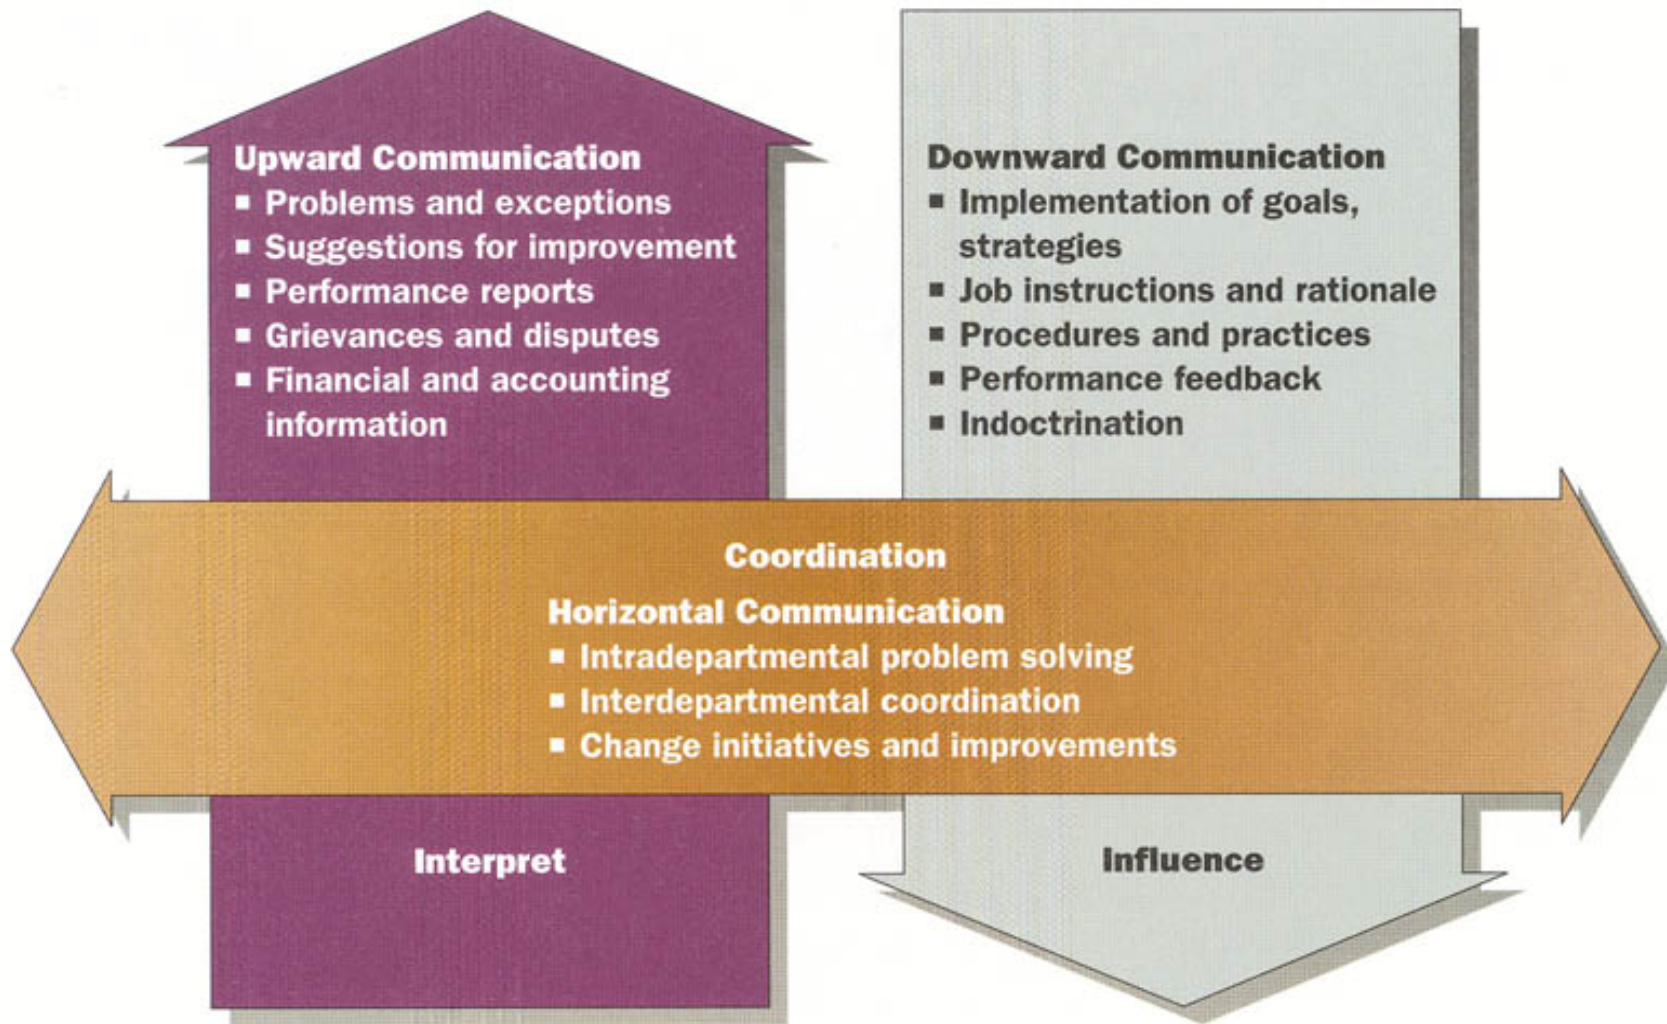 Upward Communication
▪ Problems and exceptions
▪ Suggestions for improvement
▪ Performance reports
▪ Grievances and disputes
▪ Financial and accounting
information
Downward Communication
▪ Implementation of goals,
strategies
▪ Job instructions and rationale
▪ Procedures and practices
▪ Performance feedback
▪ Indoctrination
Coordination
Horizontal Communication
▪ Intradepartmental problem solving
▪ Interdepartmental coordination
▪ Change initiatives and improvements
Interpret
Influence